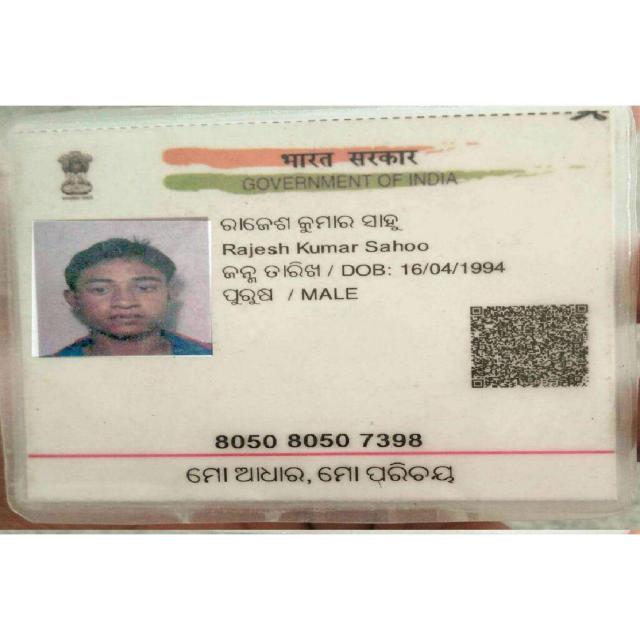 भारत सरकार
GOVERNMENT OF INDIA
ରାଜେଶ କୁମାର ସାହୁ
Rajesh Kumar Sahoo
ଜନ୍ମ ତାରିଖ / DOB: 16/04/1994
ପୁରୁଷ / MALE
8050 8050 7398
ମୋ ଆଧାର, ମୋ ପରିଚୟ